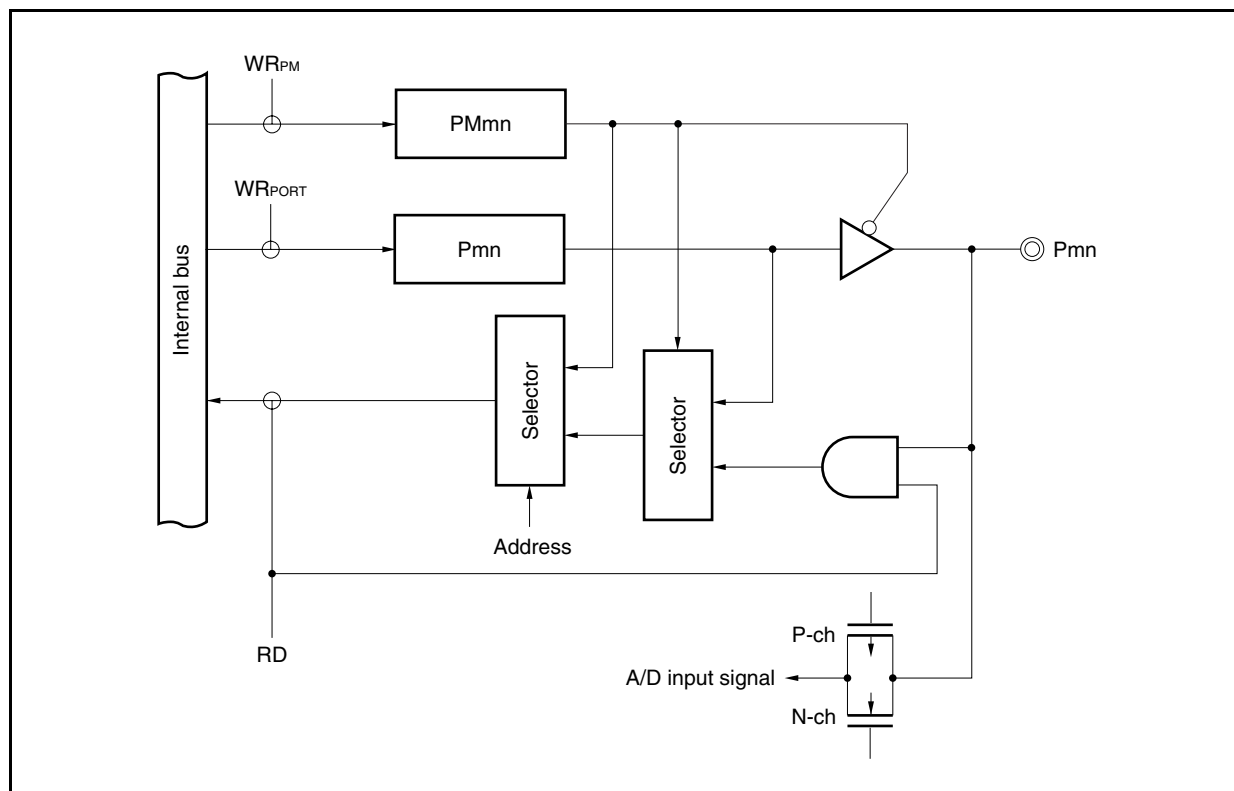 WRPM
PMmn
WRPORT
Pmn
Pmn
Internal bus
Selector
Selector
Address
RD
P-ch
A/D input signal
N-ch